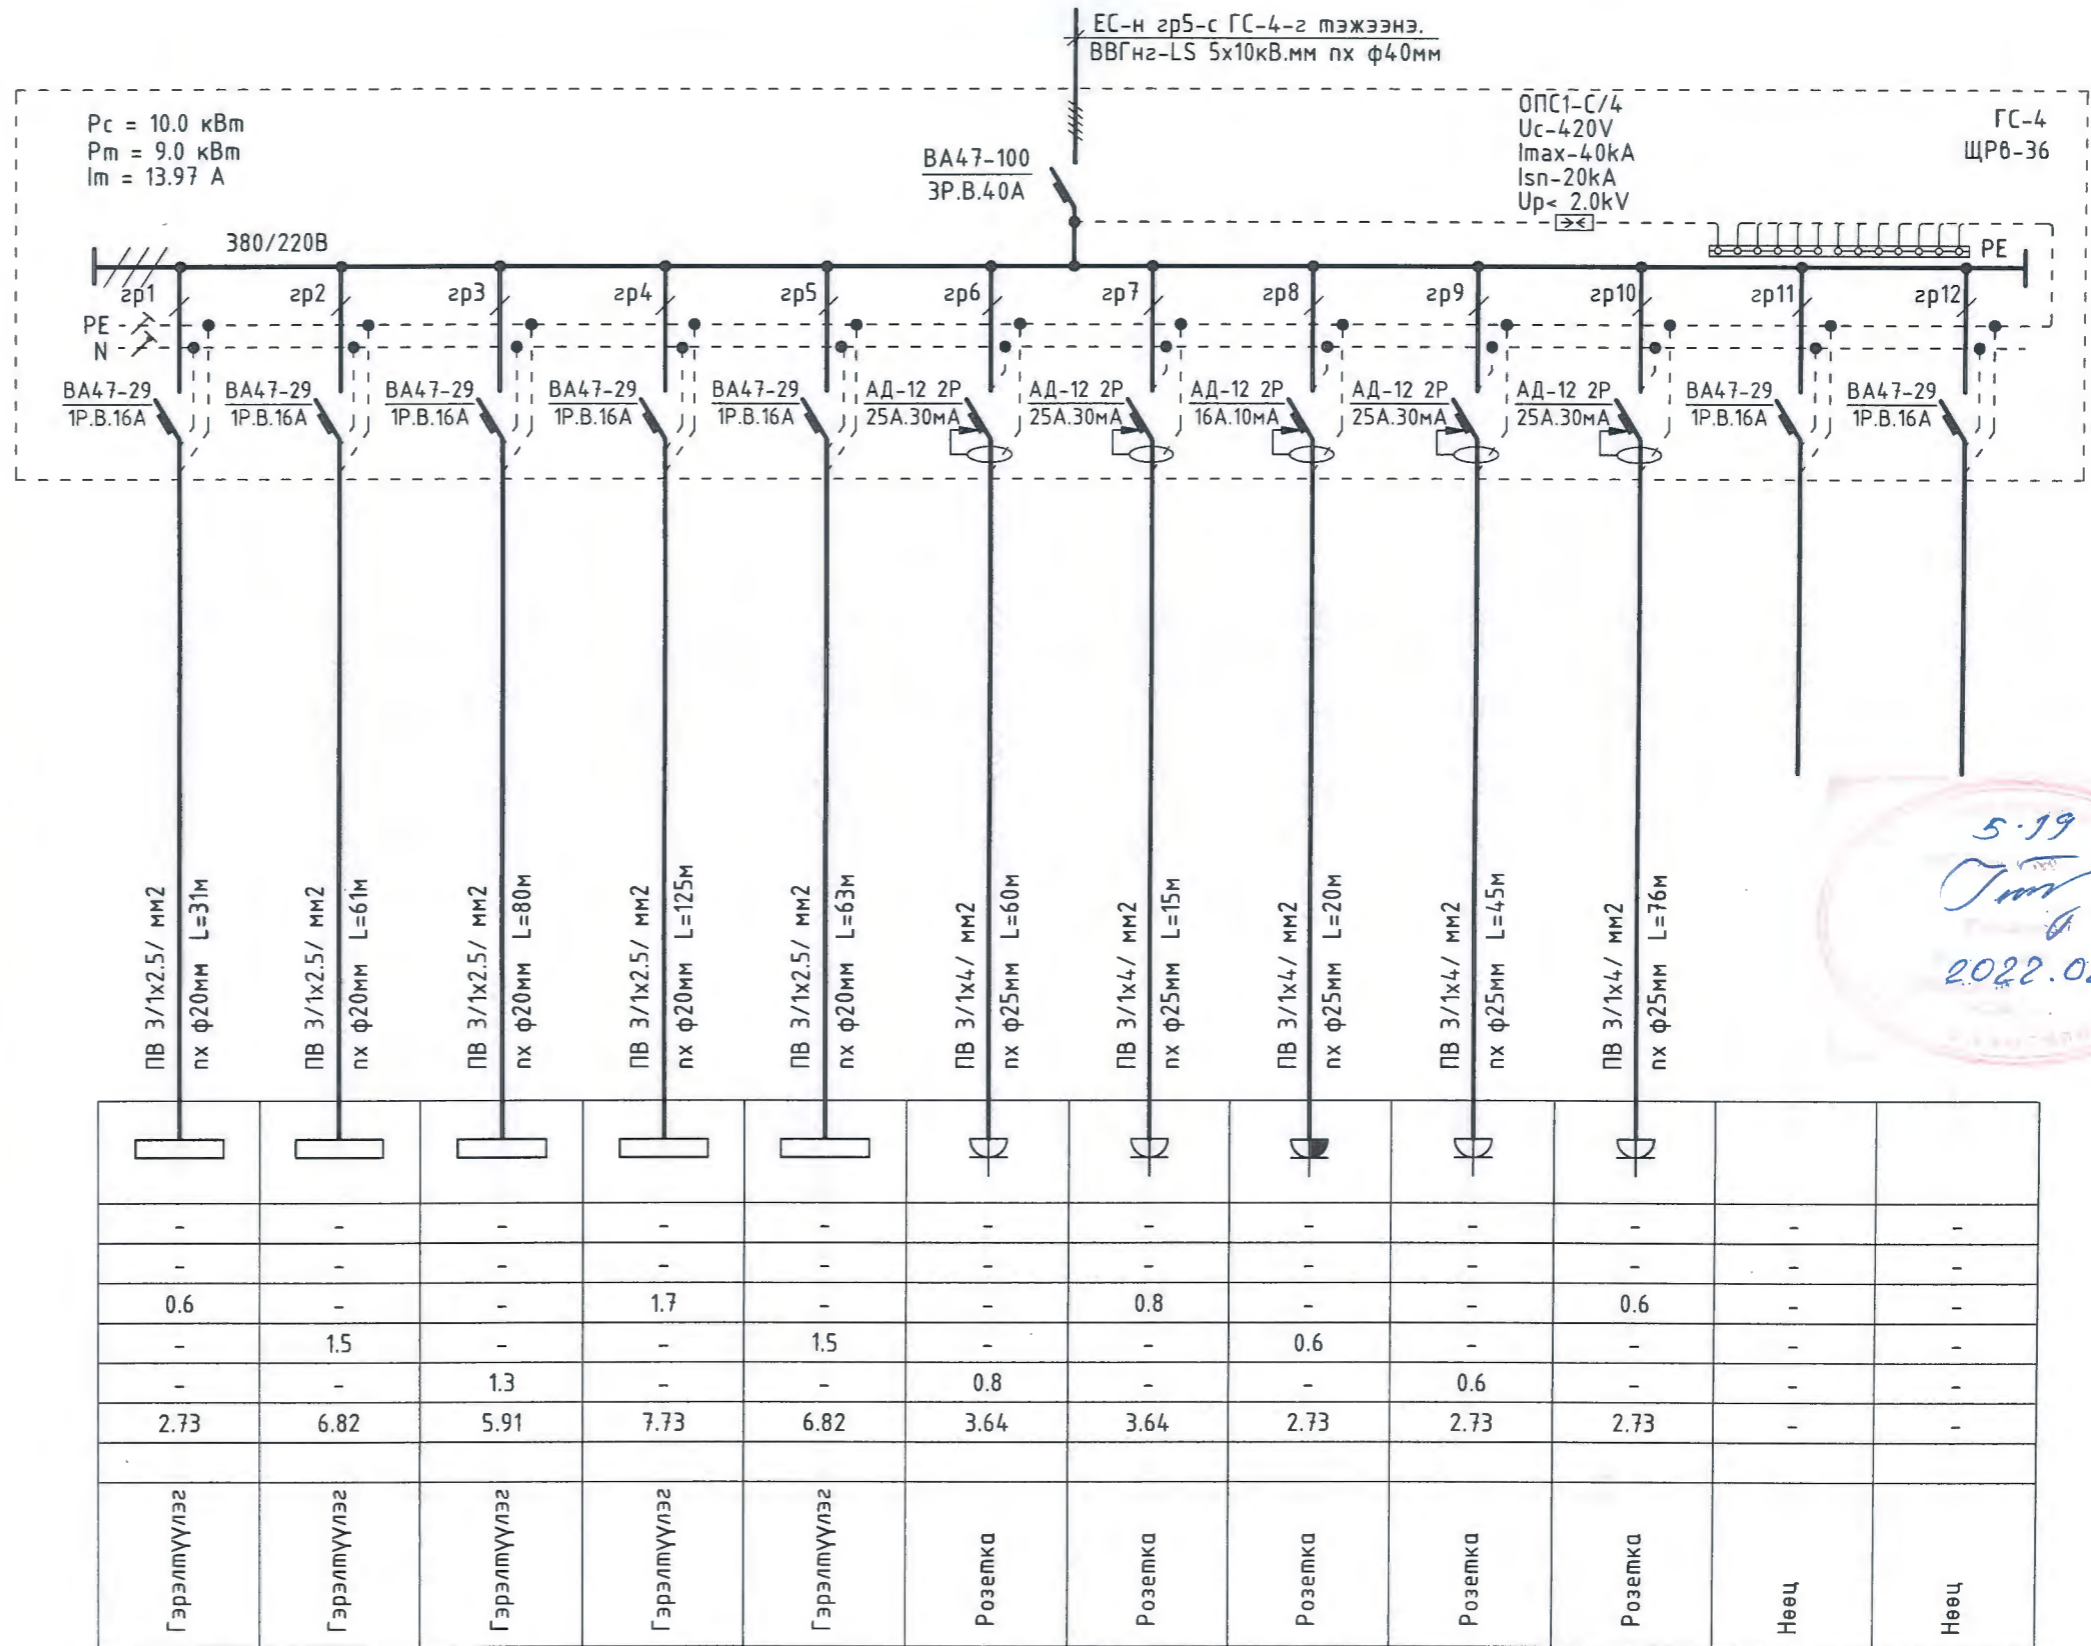 ЕС-н гр5-с ГС-4-г тэжээнэ.
ВВГнг-LS 5х10кВ.мм пх ф40мм
Рс = 10.0 кВт
Рт = 9.0 кВт
Iт = 13.97 А
ВА47-100
3Р.В.40А
ОПС1-С/4
Uc-420V
Imax-40kA
Isn-20kA
Up< 2.0kV
ГС-4
ЩРв-36
380/220В
PE
гр1 гр2 гр3 гр4 гр5 гр6 гр7 гр8 гр9 гр10 гр11 гр12
PE
N
ВА47-29 ВА47-29 ВА47-29 ВА47-29 ВА47-29 АД-12 2Р АД-12 2Р АД-12 2Р АД-12 2Р АД-12 2Р ВА47-29 ВА47-29
1Р.В.16А 1Р.В.16А 1Р.В.16А 1Р.В.16А 1Р.В.16А 25А.30мА 25А.30мА 16А.10мА 25А.30мА 25А.30мА 1Р.В.16А 1Р.В.16А
ПВ 3/1х2.5/ мм2
пх ф20мм L=31м
ПВ 3/1х2.5/ мм2
пх ф20мм L=61м
ПВ 3/1х2.5/ мм2
пх ф20мм L=80м
ПВ 3/1х2.5/ мм2
пх ф20мм L=125м
ПВ 3/1х2.5/ мм2
пх ф20мм L=63м
ПВ 3/1х4/ мм2
пх ф25мм L=60м
ПВ 3/1х4/ мм2
пх ф25мм L=15м
ПВ 3/1х4/ мм2
пх ф25мм L=20м
ПВ 3/1х4/ мм2
пх ф25мм L=45м
ПВ 3/1х4/ мм2
пх ф25мм L=76м
5.19
2022.02
- - - - - - - - - - - -
- - - - - - - - - - - -
0.6 - - 1.7 - - 0.8 - - 0.6 - -
- 1.5 - - 1.5 - - 0.6 - - - -
- - 1.3 - - 0.8 - - 0.6 - - -
2.73 6.82 5.91 7.73 6.82 3.64 3.64 2.73 2.73 2.73 - -
Гэрэлтүүлэг
Гэрэлтүүлэг
Гэрэлтүүлэг
Гэрэлтүүлэг
Гэрэлтүүлэг
Розетка
Розетка
Розетка
Розетка
Розетка
Нөөц
Нөөц